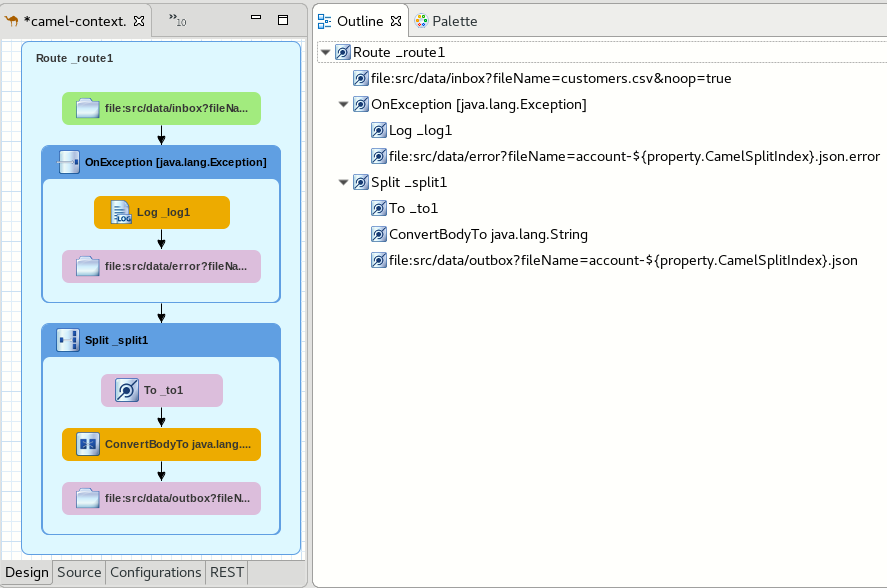 *camel-context.
»10
Route _route1
file:src/data/inbox?fileNa...
OnException [java.lang.Exception]
LOG
Log _log1
file:src/data/error?fileNa...
Split _split1
To _to1
ConvertBodyTo java.lang....
file:src/data/outbox?fileN...
Design
Source
Configurations
REST
Outline
Palette
Route _route1
file:src/data/inbox?fileName=customers.csv&noop=true
OnException [java.lang.Exception]
Log _log1
file:src/data/error?fileName=account-${property.CamelSplitIndex}.json.error
Split _split1
To _to1
ConvertBodyTo java.lang.String
file:src/data/outbox?fileName=account-${property.CamelSplitIndex}.json